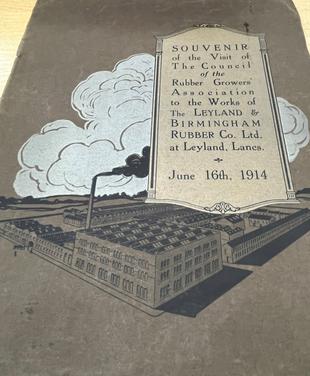 SOUVENIR
of the Visit of
The Council
of the
Rubber Growers'
Association
to the Works of
The LEYLAND &
BIRMINGHAM
RUBBER Co. Ltd.
at Leyland, Lancs.
June 16th, 1914